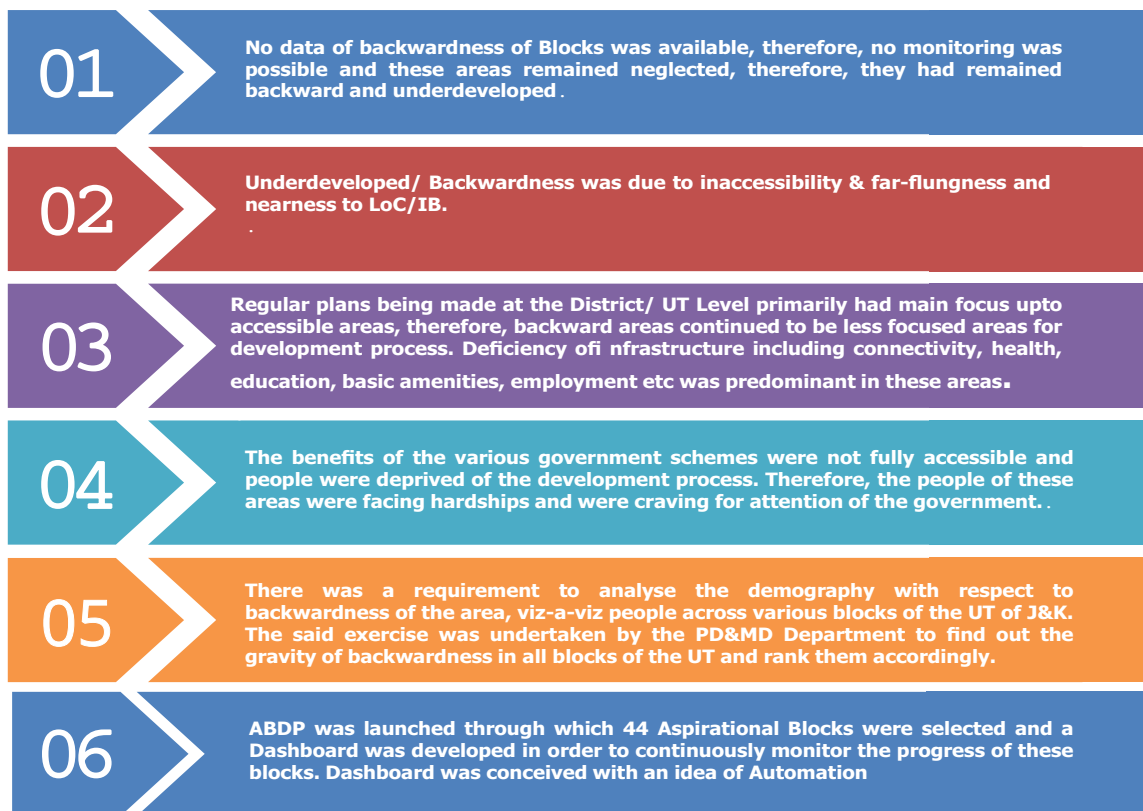 01
No data of backwardness of Blocks was available, therefore, no monitoring was
possible and these areas remained neglected, therefore, they had remained
backward and underdeveloped .
02
Underdeveloped/ Backwardness was due to inaccessibility & far-flungness and
nearness to LoC/IB.
.
03
Regular plans being made at the District/ UT Level primarily had main focus upto
accessible areas, therefore, backward areas continued to be less focused areas for
development process. Deficiency ofi nfrastructure including connectivity, health,
education, basic amenities, employment etc was predominant in these areas.
04
The benefits of the various government schemes were not fully accessible and
people were deprived of the development process. Therefore, the people of these
areas were facing hardships and were craving for attention of the government. .
05
There was a requirement to analyse the demography with respect to
backwardness of the area, viz-a-viz people across various blocks of the UT of J&K.
The said exercise was undertaken by the PD&MD Department to find out the
gravity of backwardness in all blocks of the UT and rank them accordingly.
06
ABDP was launched through which 44 Aspirational Blocks were selected and a
Dashboard was developed in order to continuously monitor the progress of these
blocks. Dashboard was conceived with an idea of Automation